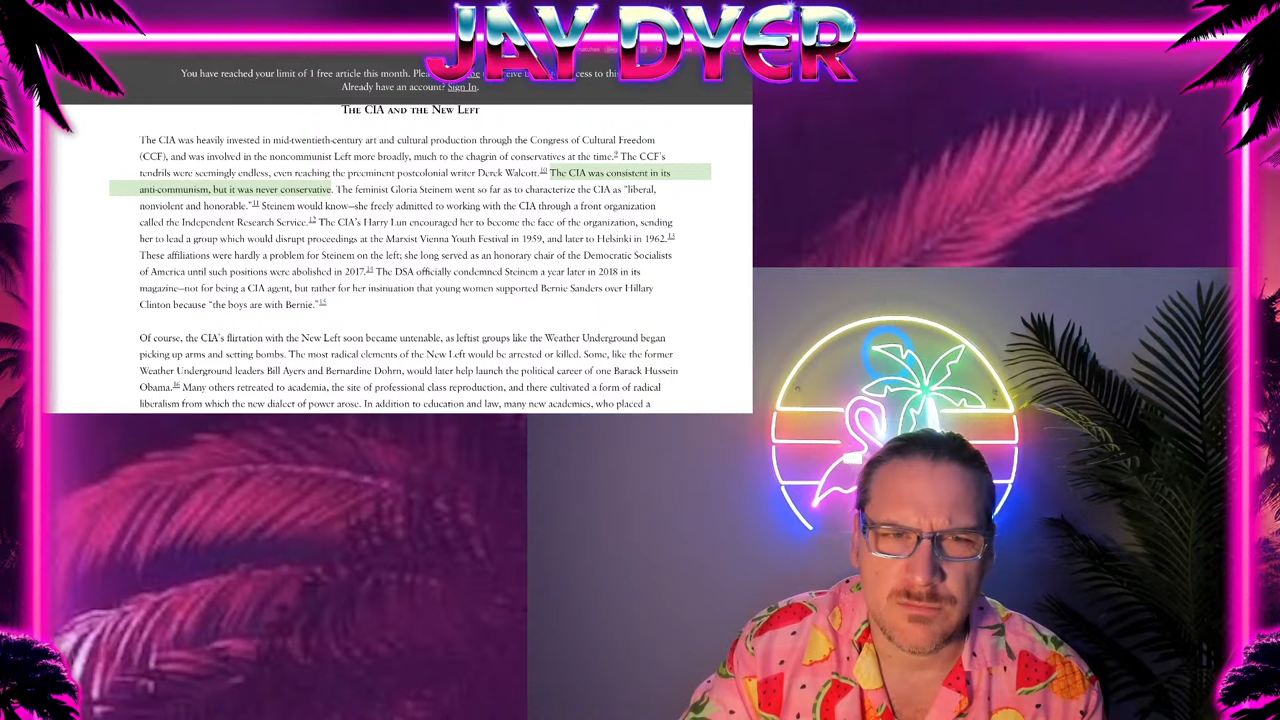 JAY DYER
You have reached your limit of 1 free article this month.
Already have an account? Sign In.
The CIA and the New Left
The CIA was heavily invested in mid-twentieth-century art and cultural production through the Congress of Cultural Freedom
(CCF), and was involved in the noncommunist Left more broadly, much to the chagrin of conservatives at the time.9 The CCF's
tendrils were seemingly endless, even reaching the preeminent postcolonial writer Derek Walcott.10 The CIA was consistent in its
anti-communism, but it was never conservative. The feminist Gloria Steinem went so far as to characterize the CIA as "liberal,
nonviolent and honorable."11 Steinem would know—she freely admitted to working with the CIA through a front organization
called the Independent Research Service.12 The CIA's Harry Lun encouraged her to become the face of the organization, sending
her to lead a group which would disrupt proceedings at the Marxist Vienna Youth Festival in 1959, and later to Helsinki in 1962.13
These affiliations were hardly a problem for Steinem on the left; she long served as an honorary chair of the Democratic Socialists
of America until such positions were abolished in 2017.14 The DSA officially condemned Steinem a year later in 2018 in its
magazine—not for being a CIA agent, but rather for her insinuation that young women supported Bernie Sanders over Hillary
Clinton because "the boys are with Bernie."15
Of course, the CIA's flirtation with the New Left soon became untenable, as leftist groups like the Weather Underground began
picking up arms and setting bombs. The most radical elements of the New Left would be arrested or killed. Some, like the former
Weather Underground leaders Bill Ayers and Bernardine Dohrn, would later help launch the political career of one Barack Hussein
Obama.16 Many others retreated to academia, the site of professional class reproduction, and there cultivated a form of radical
liberalism from which the new dialect of power arose. In addition to education and law, many new academics, who placed a